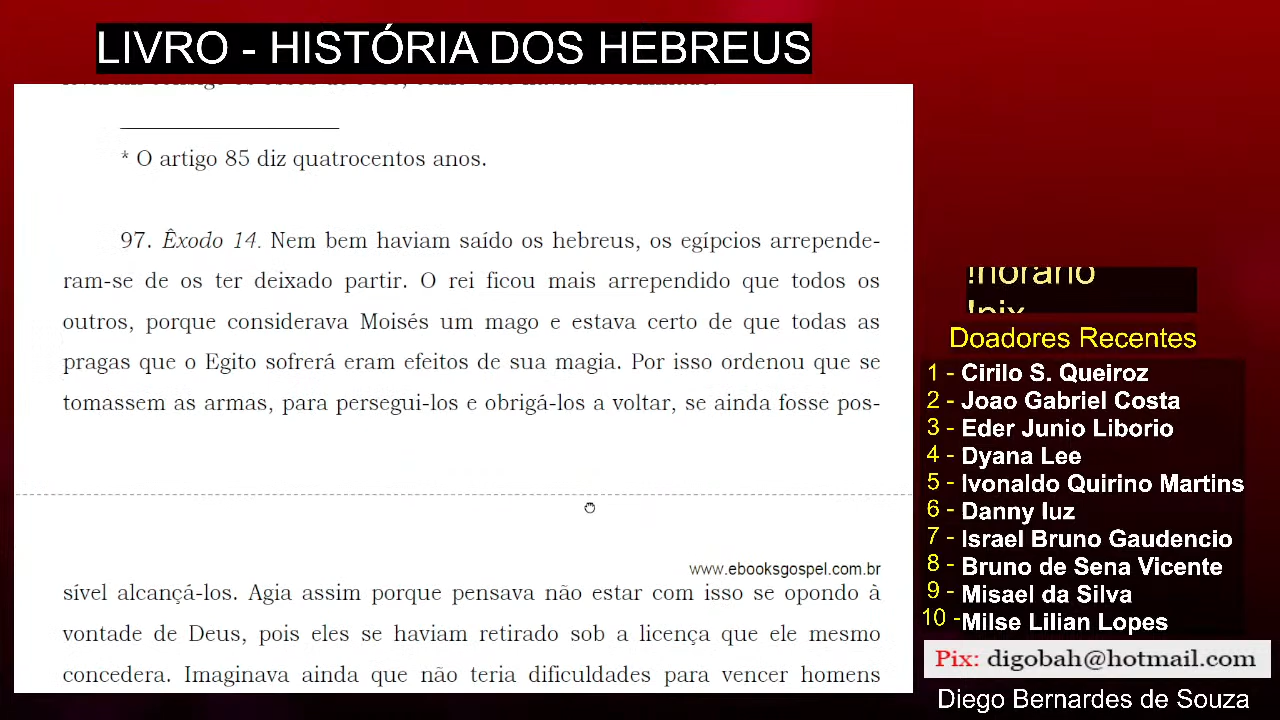 LIVRO - HISTÓRIA DOS HEBREUS
* O artigo 85 diz quatrocentos anos.
97. Êxodo 14. Nem bem haviam saído os hebreus, os egípcios arrepende-
ram-se de os ter deixado partir. O rei ficou mais arrependido que todos os
outros, porque considerava Moisés um mago e estava certo de que todas as
pragas que o Egito sofrerá eram efeitos de sua magia. Por isso ordenou que se
tomassem as armas, para persegui-los e obrigá-los a voltar, se ainda fosse pos-
www.ebooksgospel.com.br
sível alcançá-los. Agia assim porque pensava não estar com isso se opondo à
vontade de Deus, pois eles se haviam retirado sob a licença que ele mesmo
concedera. Imaginava ainda que não teria dificuldades para vencer homens
!horario
!pix
Doadores Recentes
1 - Cirilo S. Queiroz
2 - Joao Gabriel Costa
3 - Eder Junio Liborio
4 - Dyana Lee
5 - Ivonaldo Quirino Martins
6 - Danny luz
7 - Israel Bruno Gaudencio
8 - Bruno de Sena Vicente
9 - Misael da Silva
10 - Milse Lilian Lopes
Pix: digobah@hotmail.com
Diego Bernardes de Souza